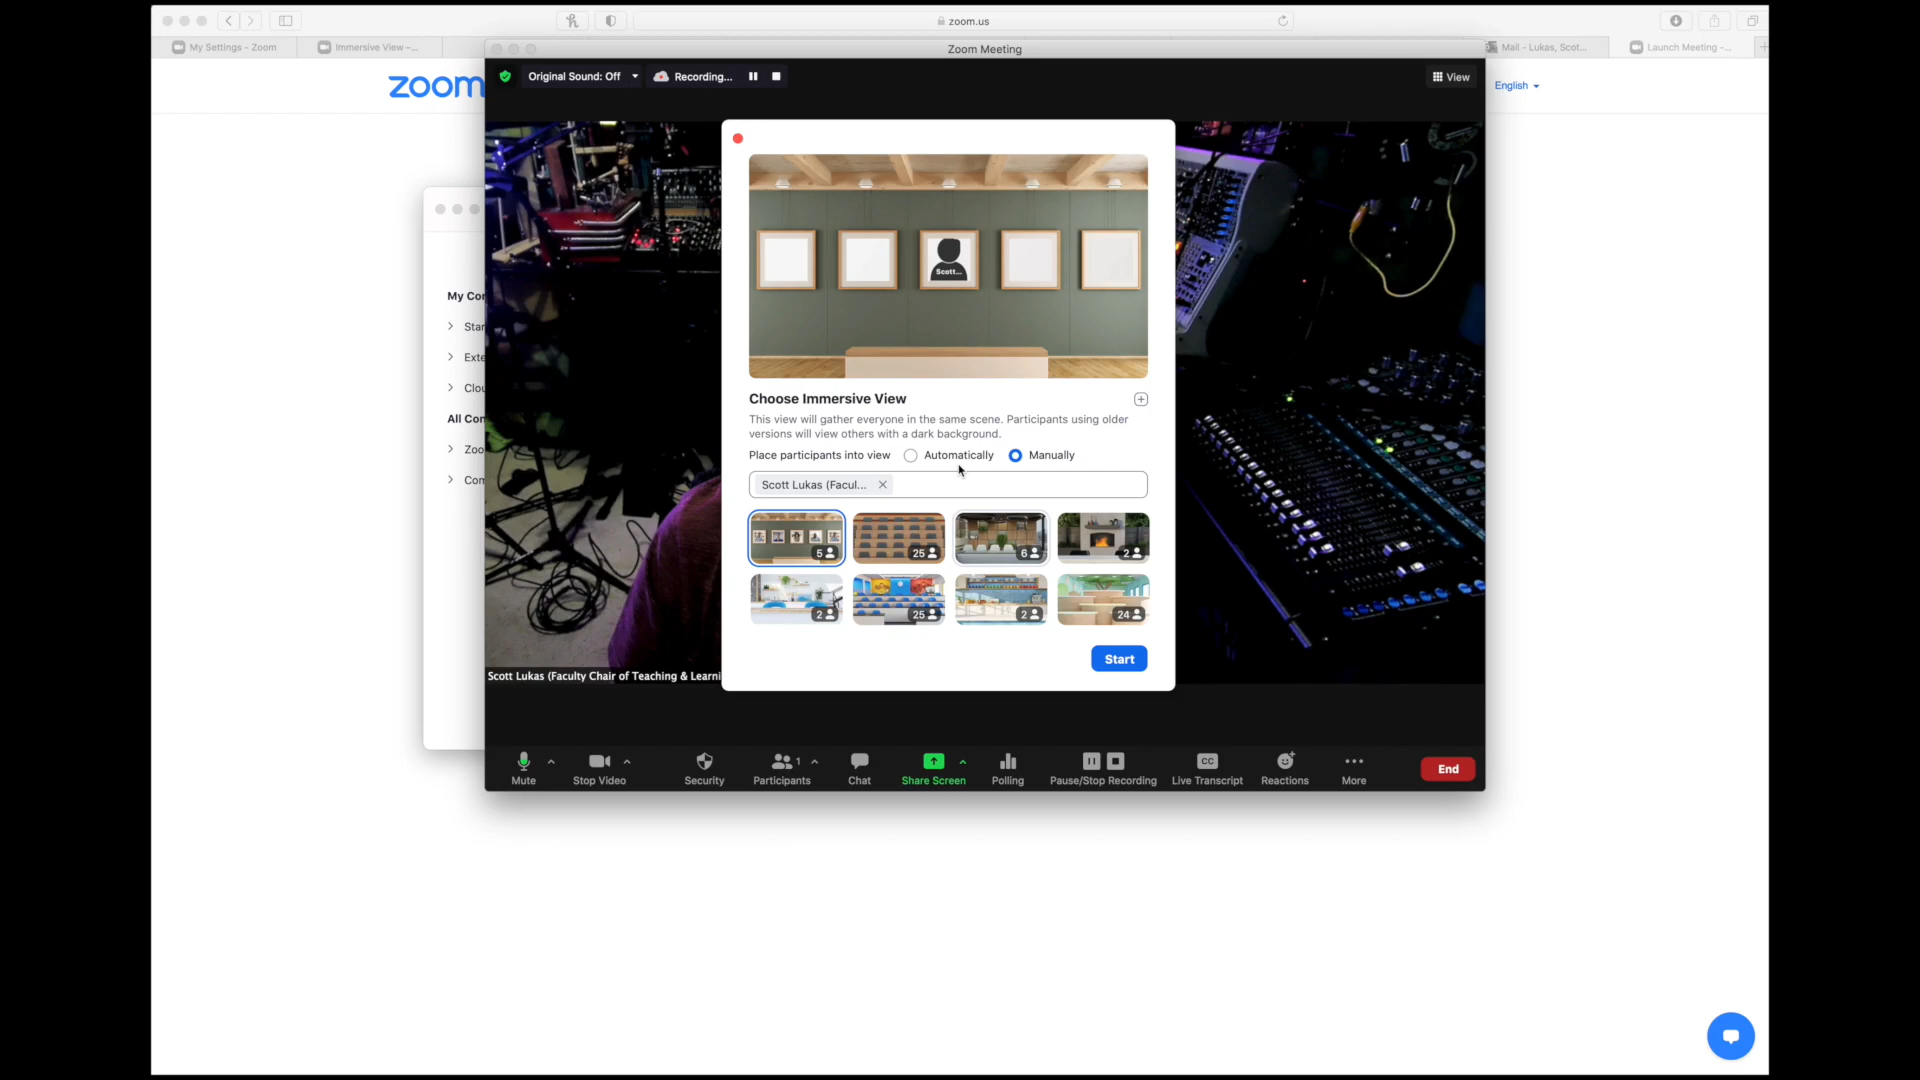 zoom.us
My Settings - Zoom
Immersive View –...
Zoom Meeting
Mail - Lukas, Scot...
Launch Meeting -...
zoom
Original Sound: Off
Recording...
View
English
Scott...
My Con
Star
Exte
Clou
All Con
Zoo
Com
Choose Immersive View
This view will gather everyone in the same scene. Participants using older
versions will view others with a dark background.
Place participants into view
Automatically
Manually
Scott Lukas (Facul...
5
25
6
2
2
25
2
24
Start
Scott Lukas (Faculty Chair of Teaching & Learni
Mute
Stop Video
Security
1
Participants
Chat
Share Screen
Polling
Pause/Stop Recording
CC
Live Transcript
Reactions
More
End